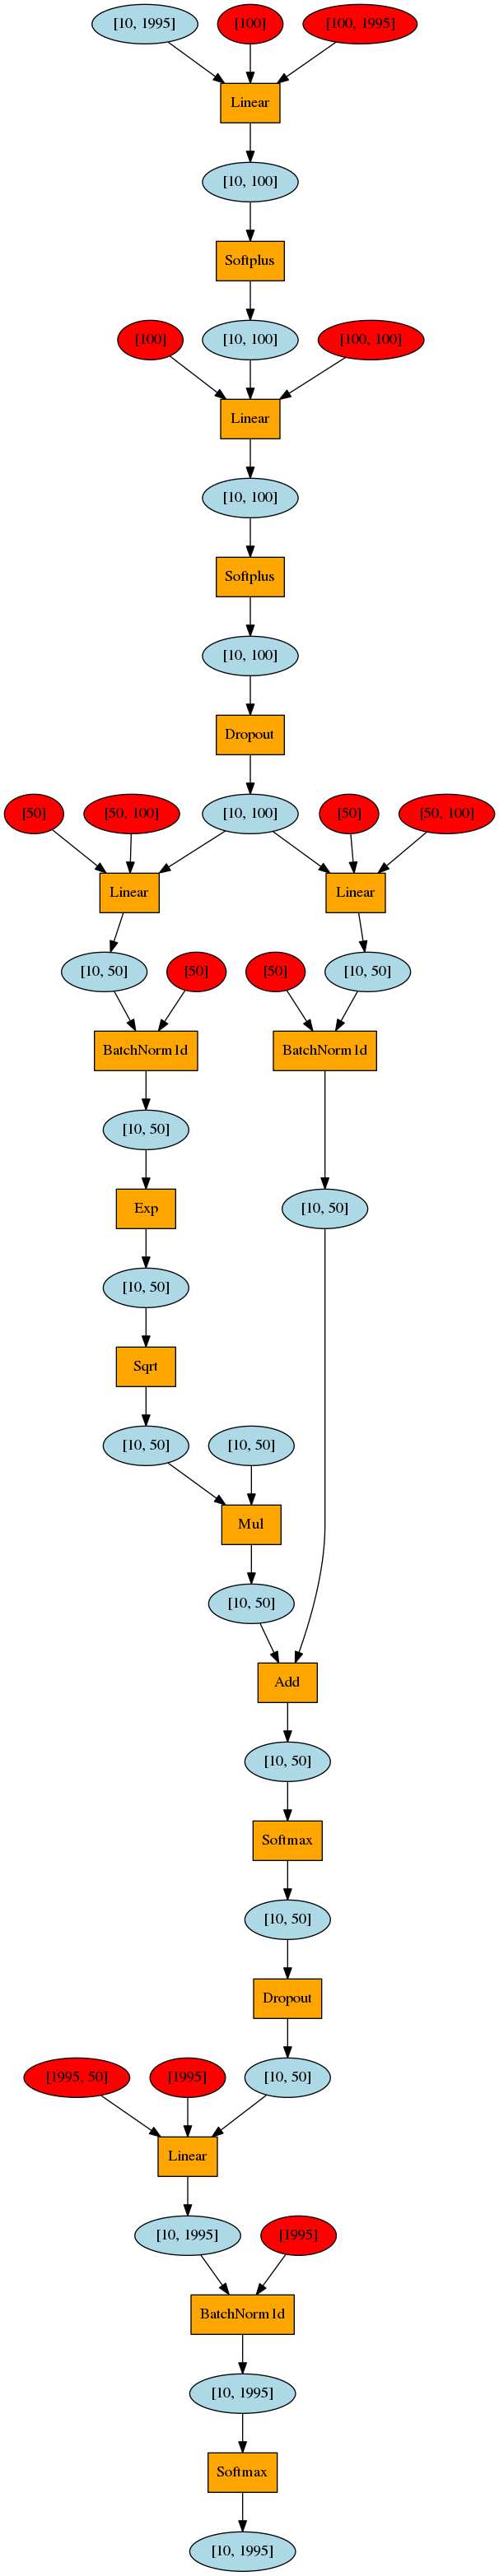 [10, 1995] [100] [100, 1995]
Linear
[10, 100]
Softplus
[100] [10, 100] [100, 100]
Linear
[10, 100]
Softplus
[10, 100]
Dropout
[50] [50, 100] [10, 100] [50] [50, 100]
Linear Linear
[10, 50] [50] [50] [10, 50]
BatchNorm1d BatchNorm1d
[10, 50]
Exp [10, 50]
[10, 50]
Sqrt
[10, 50] [10, 50]
Mul
[10, 50]
Add
[10, 50]
Softmax
[10, 50]
Dropout
[1995, 50] [1995] [10, 50]
Linear
[10, 1995] [1995]
BatchNorm1d
[10, 1995]
Softmax
[10, 1995]